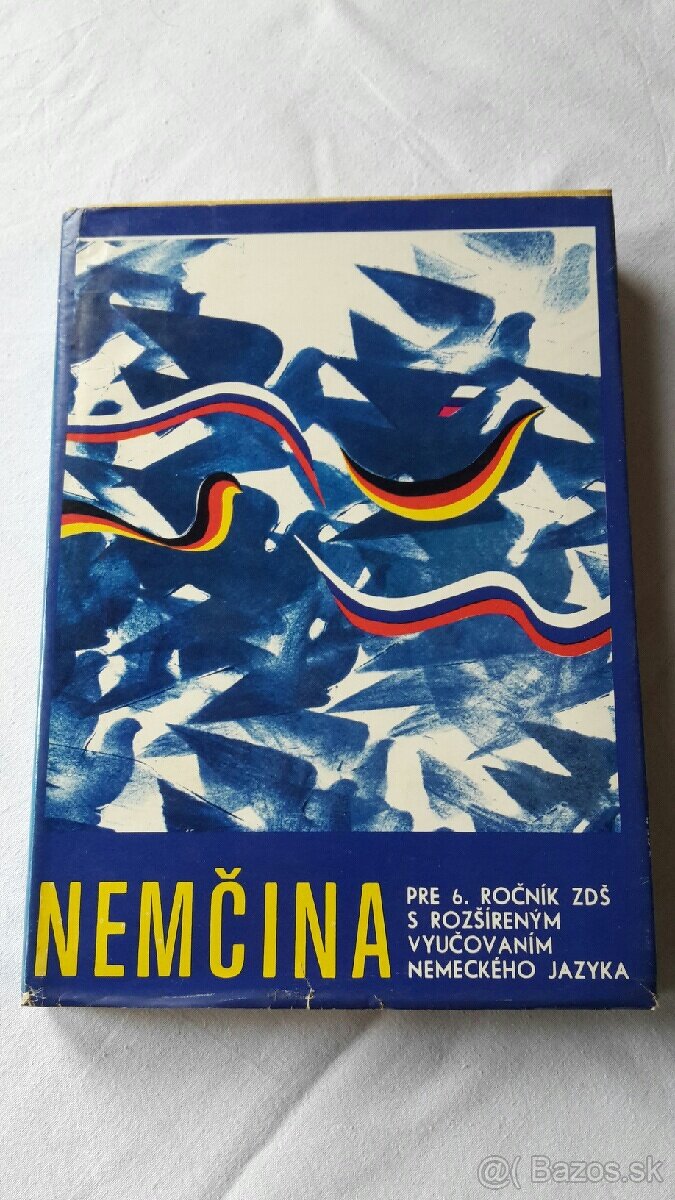 NEMČINA
PRE 6. ROČNÍK ZDŠ
S ROZŠÍRENÝM
VYUČOVANÍM
NEMECKÉHO JAZYKA
@( Bazos.sk